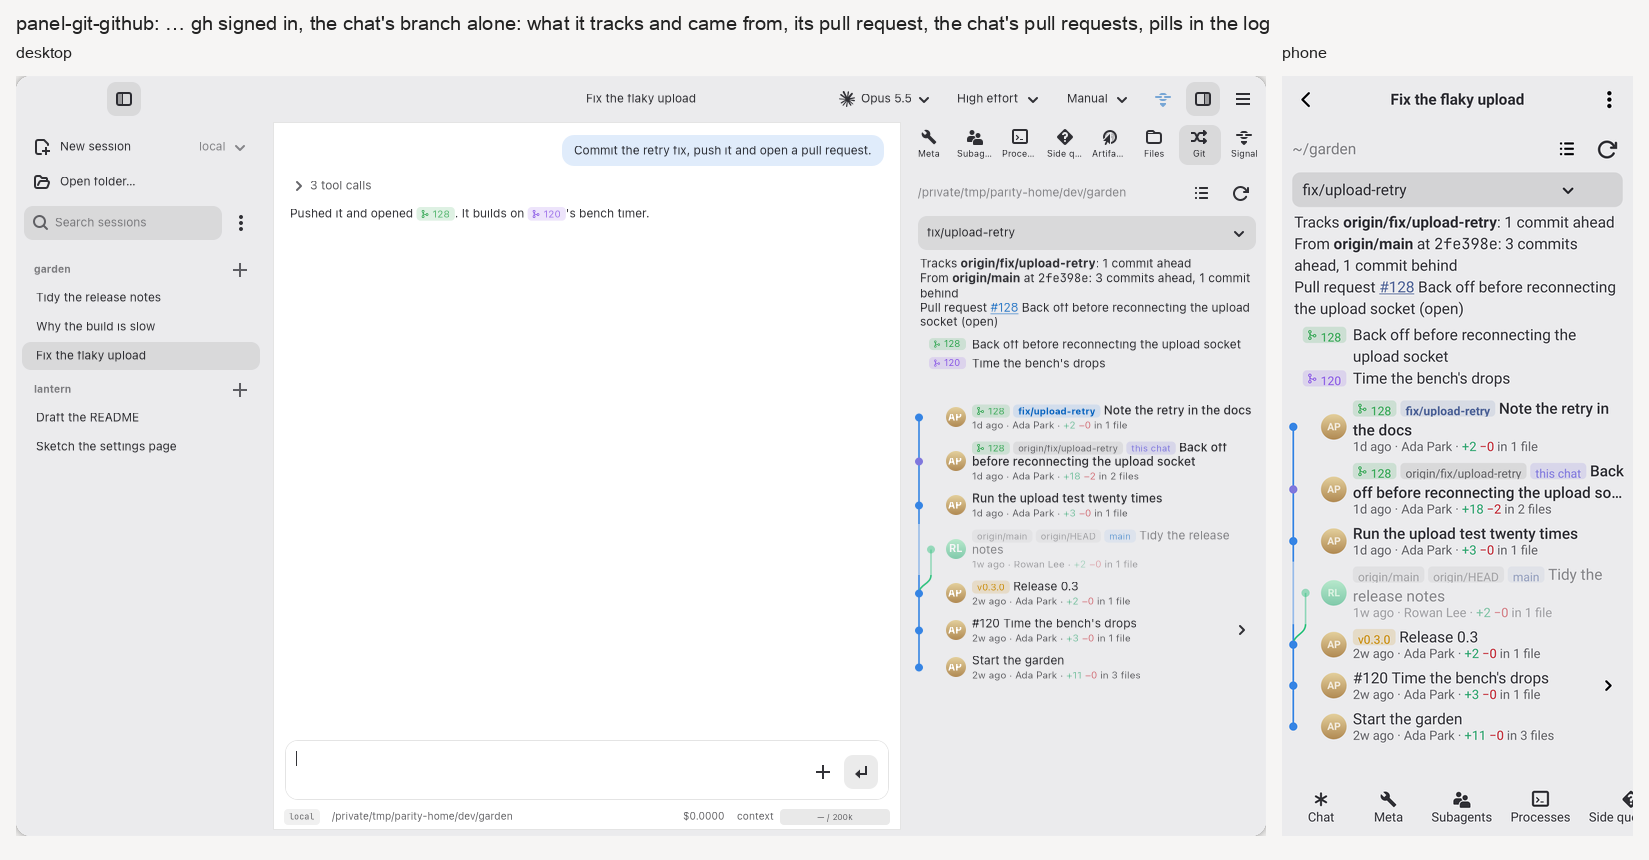 panel-git-github: … gh signed in, the chat's branch alone: what it tracks and came from, its pull request, the chat's pull requests, pills in the log
desktop
Fix the flaky upload
Opus 5.5
High effort
Manual
New session
local
Open folder...
Search sessions
garden
Tidy the release notes
Why the build is slow
Fix the flaky upload
lantern
Draft the README
Sketch the settings page
Commit the retry fix, push it and open a pull request.
3 tool calls
Pushed it and opened 128. It builds on 120's bench timer.
local
/private/tmp/parity-home/dev/garden
$0.0000
context
— / 200k
Meta
Subag...
Proce...
Side q...
Artifa...
Files
Git
Signal
/private/tmp/parity-home/dev/garden
fix/upload-retry
Tracks origin/fix/upload-retry: 1 commit ahead
From origin/main at 2fe398e: 3 commits ahead, 1 commit
behind
Pull request #128 Back off before reconnecting the upload
socket (open)
128 Back off before reconnecting the upload socket
120 Time the bench's drops
AP
128 fix/upload-retry Note the retry in the docs
1d ago · Ada Park · +2 −0 in 1 file
AP
128 origin/fix/upload-retry this chat Back off
before reconnecting the upload socket
1d ago · Ada Park · +18 −2 in 2 files
AP
Run the upload test twenty times
1d ago · Ada Park · +3 −0 in 1 file
RL
origin/main origin/HEAD main Tidy the release
notes
1w ago · Rowan Lee · +2 −0 in 1 file
AP
v0.3.0 Release 0.3
2w ago · Ada Park · +2 −0 in 1 file
AP
#120 Time the bench's drops
2w ago · Ada Park · +3 −0 in 1 file
AP
Start the garden
2w ago · Ada Park · +11 −0 in 3 files
phone
Fix the flaky upload
~/garden
fix/upload-retry
Tracks origin/fix/upload-retry: 1 commit ahead
From origin/main at 2fe398e: 3 commits
ahead, 1 commit behind
Pull request #128 Back off before reconnecting
the upload socket (open)
128 Back off before reconnecting the
upload socket
120 Time the bench's drops
AP
128 fix/upload-retry Note the retry in
the docs
1d ago · Ada Park · +2 −0 in 1 file
AP
128 origin/fix/upload-retry this chat Back
off before reconnecting the upload so...
1d ago · Ada Park · +18 −2 in 2 files
AP
Run the upload test twenty times
1d ago · Ada Park · +3 −0 in 1 file
RL
origin/main origin/HEAD main Tidy the
release notes
1w ago · Rowan Lee · +2 −0 in 1 file
AP
v0.3.0 Release 0.3
2w ago · Ada Park · +2 −0 in 1 file
AP
#120 Time the bench's drops
2w ago · Ada Park · +3 −0 in 1 file
AP
Start the garden
2w ago · Ada Park · +11 −0 in 3 files
Chat
Meta
Subagents
Processes
Side qu